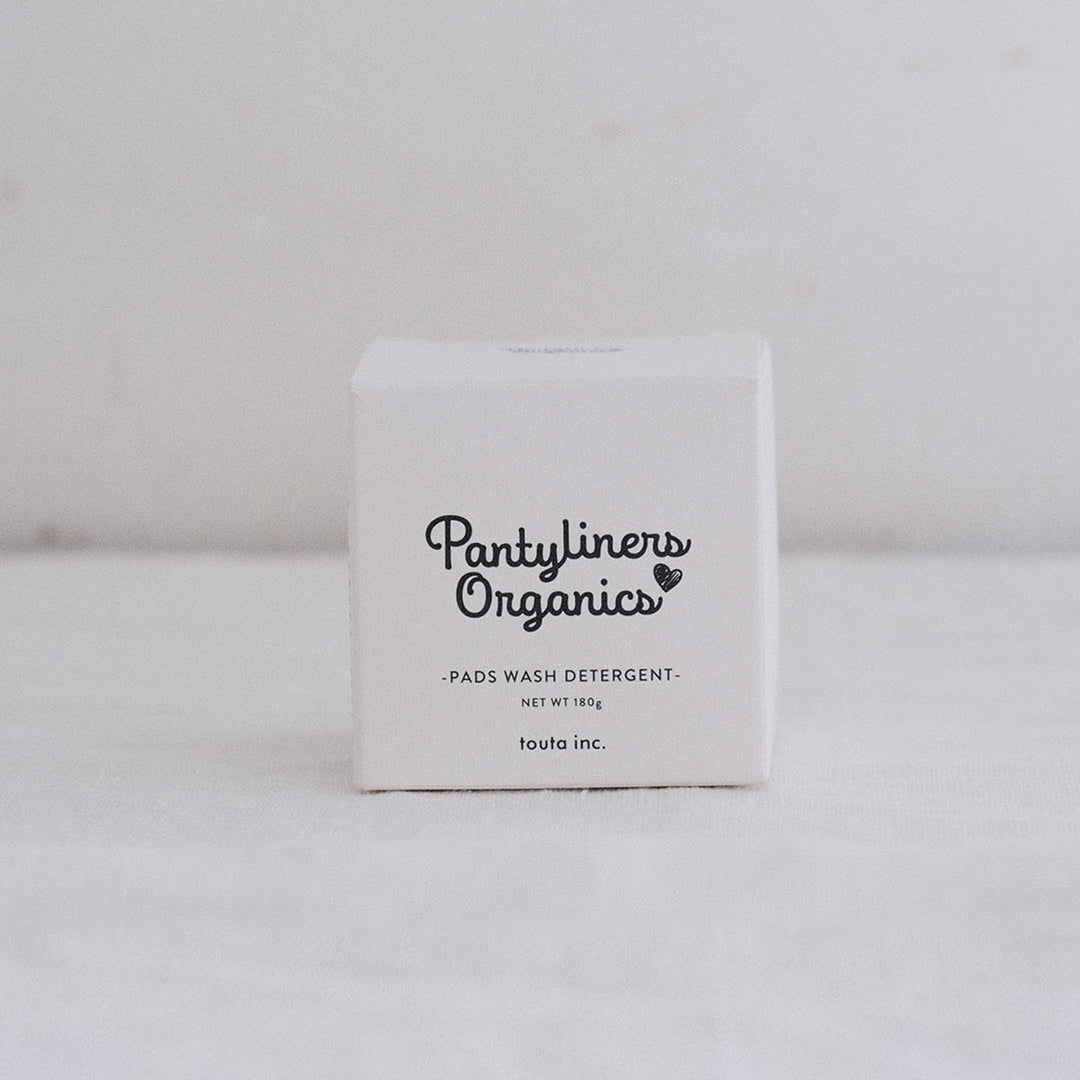 Pantyliners
Organics
-PADS WASH DETERGENT-
NET WT 180g
touta inc.